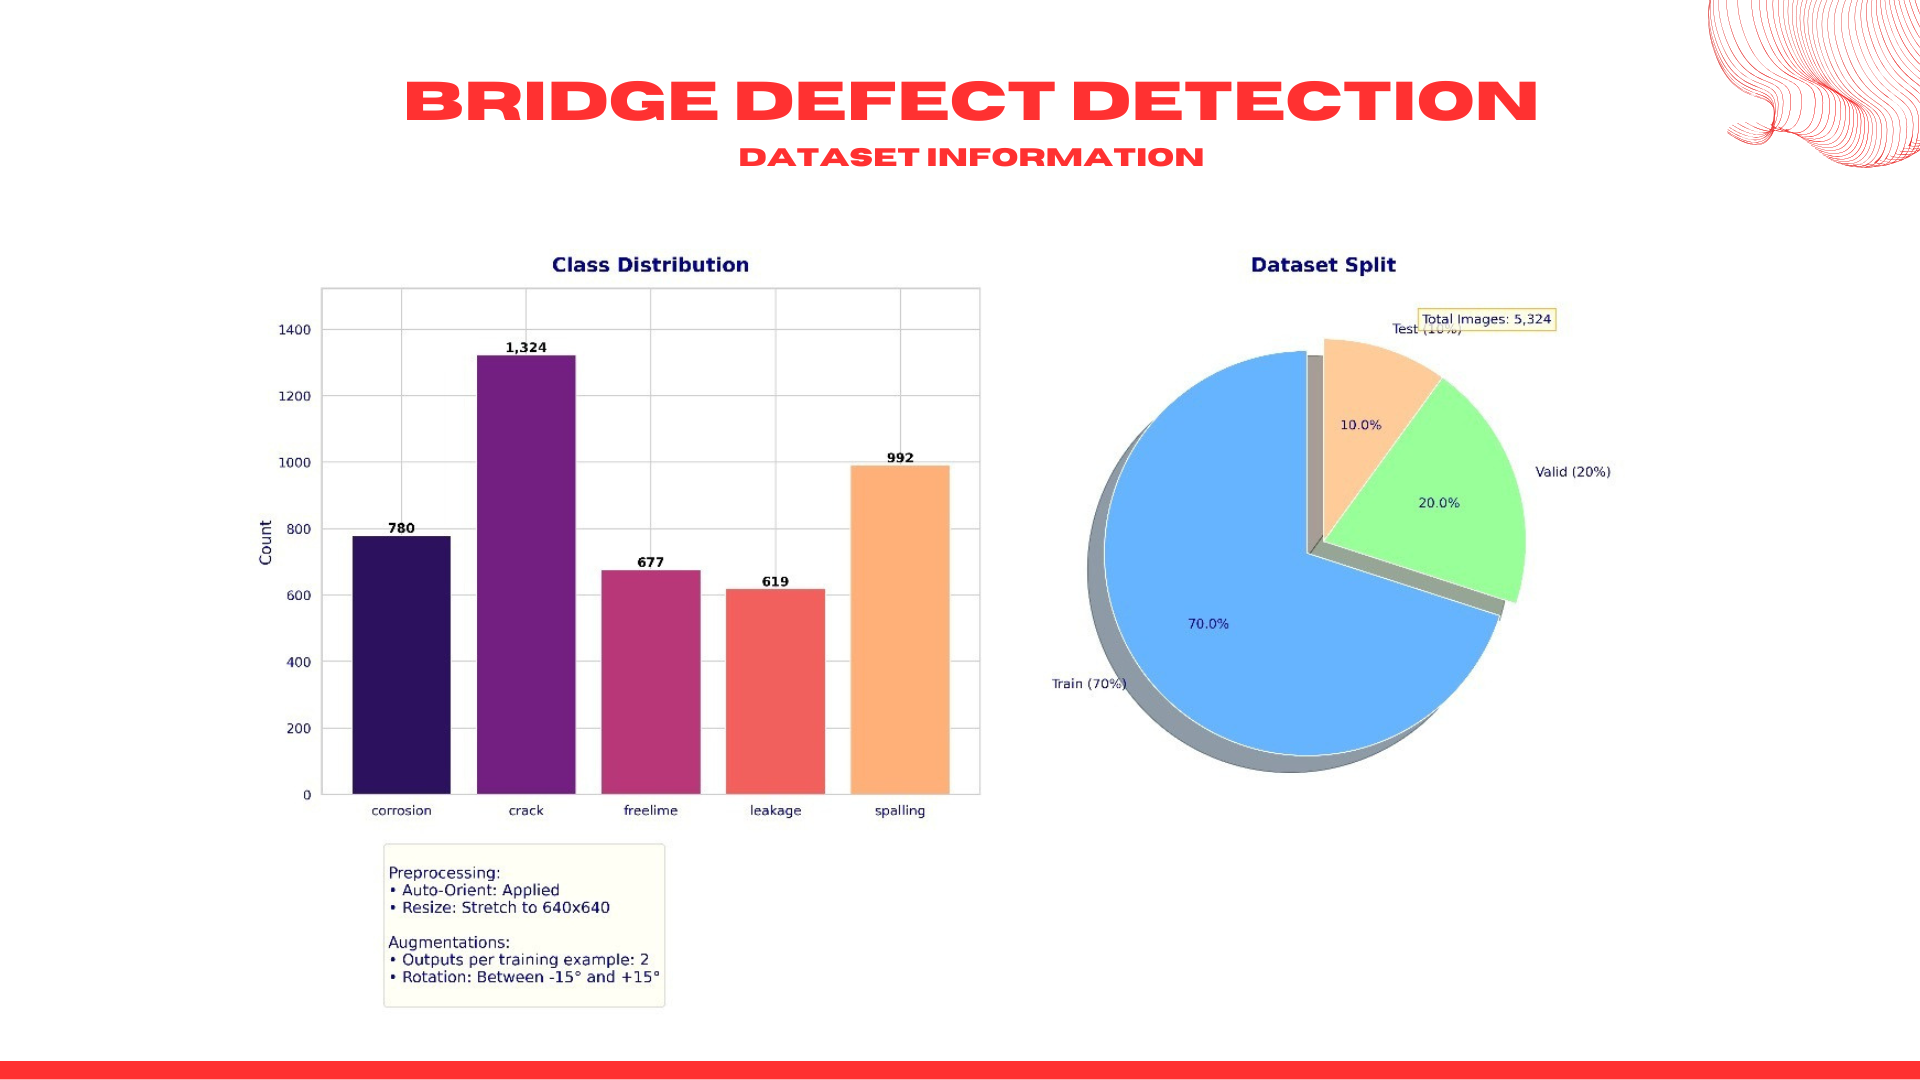 BRIDGE DEFECT DETECTION
DATASET INFORMATION
Class Distribution
1400
1200
1000
800
600
400
200
0
Count
780
1,324
677
619
992
corrosion
crack
freelime
leakage
spalling
Preprocessing:
• Auto-Orient: Applied
• Resize: Stretch to 640x640
Augmentations:
• Outputs per training example: 2
• Rotation: Between -15° and +15°
Dataset Split
Total Images: 5,324
Test (10%)
10.0%
Valid (20%)
20.0%
70.0%
Train (70%)